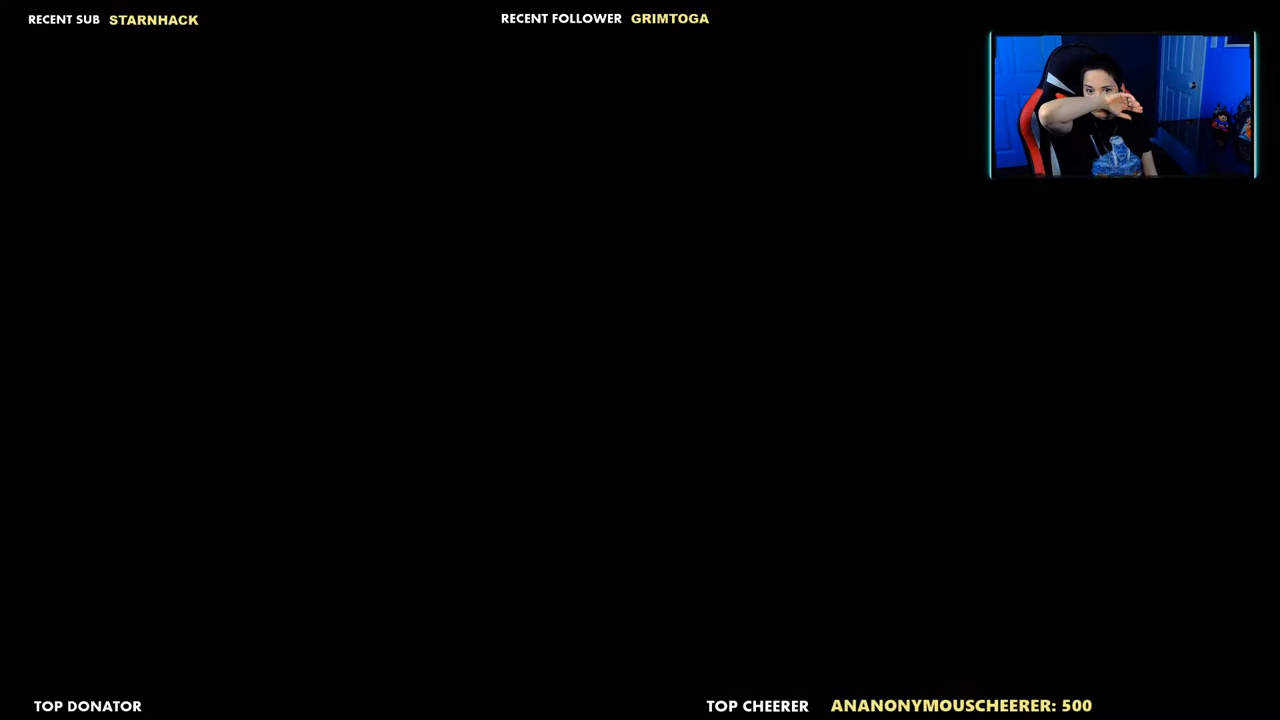 RECENT SUB STARNHACK
RECENT FOLLOWER GRIMTOGA
TOP DONATOR
TOP CHEERER ANANONYMOUSCHEERER: 500